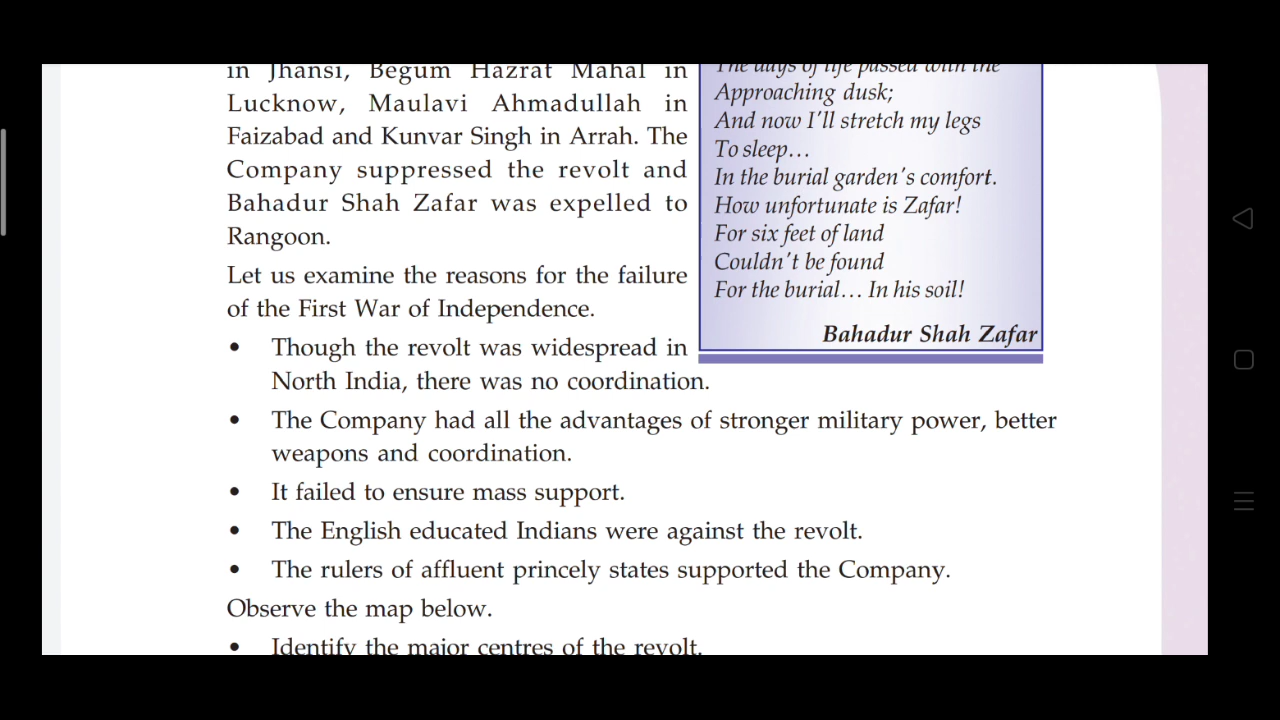 in Jhansi, Begum Hazrat Mahal in
Lucknow, Maulavi Ahmadullah in
Faizabad and Kunvar Singh in Arrah. The
Company suppressed the revolt and
Bahadur Shah Zafar was expelled to
Rangoon.
Let us examine the reasons for the failure
of the First War of Independence.
• Though the revolt was widespread in
North India, there was no coordination.
The days of life passed with the
Approaching dusk;
And now I'll stretch my legs
To sleep...
In the burial garden's comfort.
How unfortunate is Zafar!
For six feet of land
Couldn't be found
For the burial... In his soil!
Bahadur Shah Zafar
• The Company had all the advantages of stronger military power, better
weapons and coordination.
• It failed to ensure mass support.
• The English educated Indians were against the revolt.
• The rulers of affluent princely states supported the Company.
Observe the map below.
• Identify the major centres of the revolt.